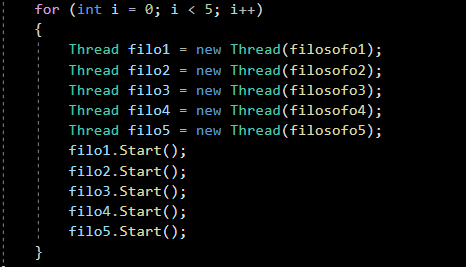 for (int i = 0; i < 5; i++)
{
Thread filo1 = new Thread(filosofo1);
Thread filo2 = new Thread(filosofo2);
Thread filo3 = new Thread(filosofo3);
Thread filo4 = new Thread(filosofo4);
Thread filo5 = new Thread(filosofo5);
filo1.Start();
filo2.Start();
filo3.Start();
filo4.Start();
filo5.Start();
}